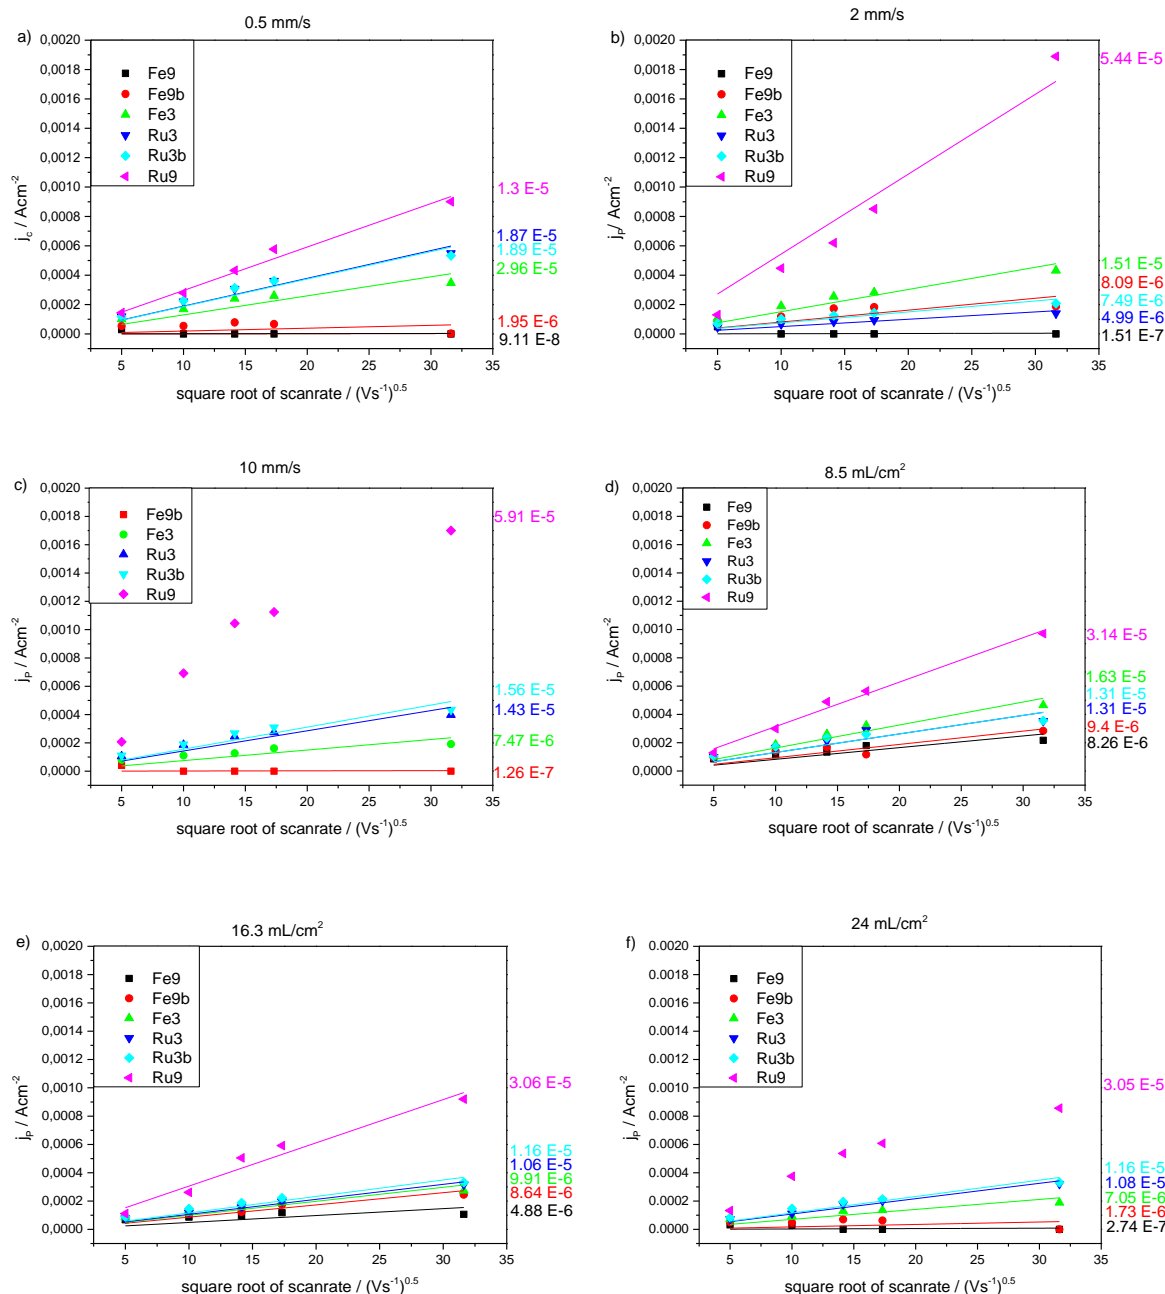 0.5 mm/s
a)
0,0020
0,0018
0,0016
0,0014
0,0012
0,0010
0,0008
0,0006
0,0004
0,0002
0,0000
j_c / Acm⁻²
Fe9
Fe9b
Fe3
Ru3
Ru3b
Ru9
1.3 E-5
1.87 E-5
1.89 E-5
2.96 E-5
1.95 E-6
9.11 E-8
5 10 15 20 25 30 35
square root of scanrate / (Vs⁻¹)⁰·⁵
2 mm/s
b)
0,0020
0,0018
0,0016
0,0014
0,0012
0,0010
0,0008
0,0006
0,0004
0,0002
0,0000
j_P/ Acm⁻²
Fe9
Fe9b
Fe3
Ru3
Ru3b
Ru9
5.44 E-5
1.51 E-5
8.09 E-6
7.49 E-6
4.99 E-6
1.51 E-7
5 10 15 20 25 30 35
square root of scanrate / (Vs⁻¹)⁰·⁵
10 mm/s
c)
0,0020
0,0018
0,0016
0,0014
0,0012
0,0010
0,0008
0,0006
0,0004
0,0002
0,0000
j_P / Acm⁻²
Fe9b
Fe3
Ru3
Ru3b
Ru9
5.91 E-5
1.56 E-5
1.43 E-5
7.47 E-6
1.26 E-7
5 10 15 20 25 30 35
square root of scanrate / (Vs⁻¹)⁰·⁵
8.5 mL/cm²
d)
0,0020
0,0018
0,0016
0,0014
0,0012
0,0010
0,0008
0,0006
0,0004
0,0002
0,0000
j_P / Acm⁻²
Fe9
Fe9b
Fe3
Ru3
Ru3b
Ru9
3.14 E-5
1.63 E-5
1.31 E-5
1.31 E-5
9.4 E-6
8.26 E-6
5 10 15 20 25 30 35
square root of scanrate / (Vs⁻¹)⁰·⁵
16.3 mL/cm²
e)
0,0020
0,0018
0,0016
0,0014
0,0012
0,0010
0,0008
0,0006
0,0004
0,0002
0,0000
j_P / Acm⁻²
Fe9
Fe9b
Fe3
Ru3
Ru3b
Ru9
3.06 E-5
1.16 E-5
1.06 E-5
9.91 E-6
8.64 E-6
4.88 E-6
5 10 15 20 25 30 35
square root of scanrate / (Vs⁻¹)⁰·⁵
24 mL/cm²
f)
0,0020
0,0018
0,0016
0,0014
0,0012
0,0010
0,0008
0,0006
0,0004
0,0002
0,0000
j_P / Acm⁻²
Fe9
Fe9b
Fe3
Ru3
Ru3b
Ru9
3.05 E-5
1.16 E-5
1.08 E-5
7.05 E-6
1.73 E-6
2.74 E-7
5 10 15 20 25 30 35
square root of scanrate / (Vs⁻¹)⁰·⁵